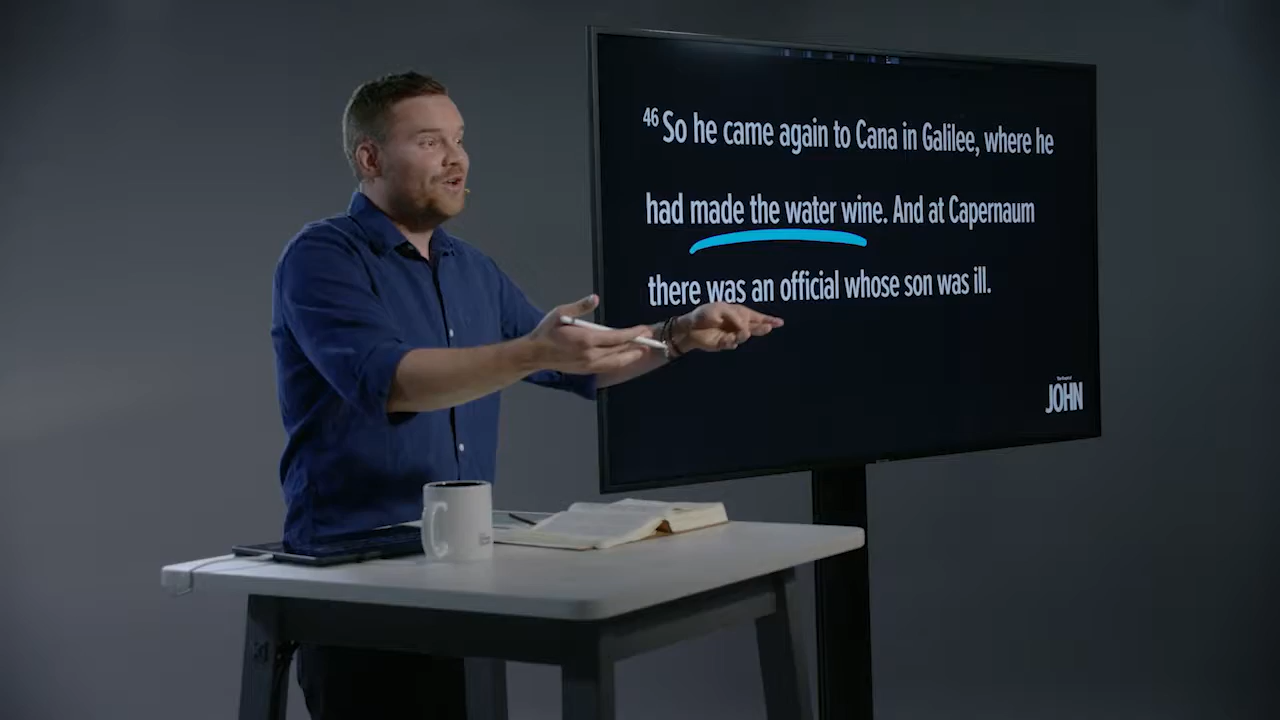 46 So he came again to Cana in Galilee, where he
had made the water wine. And at Capernaum
there was an official whose son was ill.
JOHN